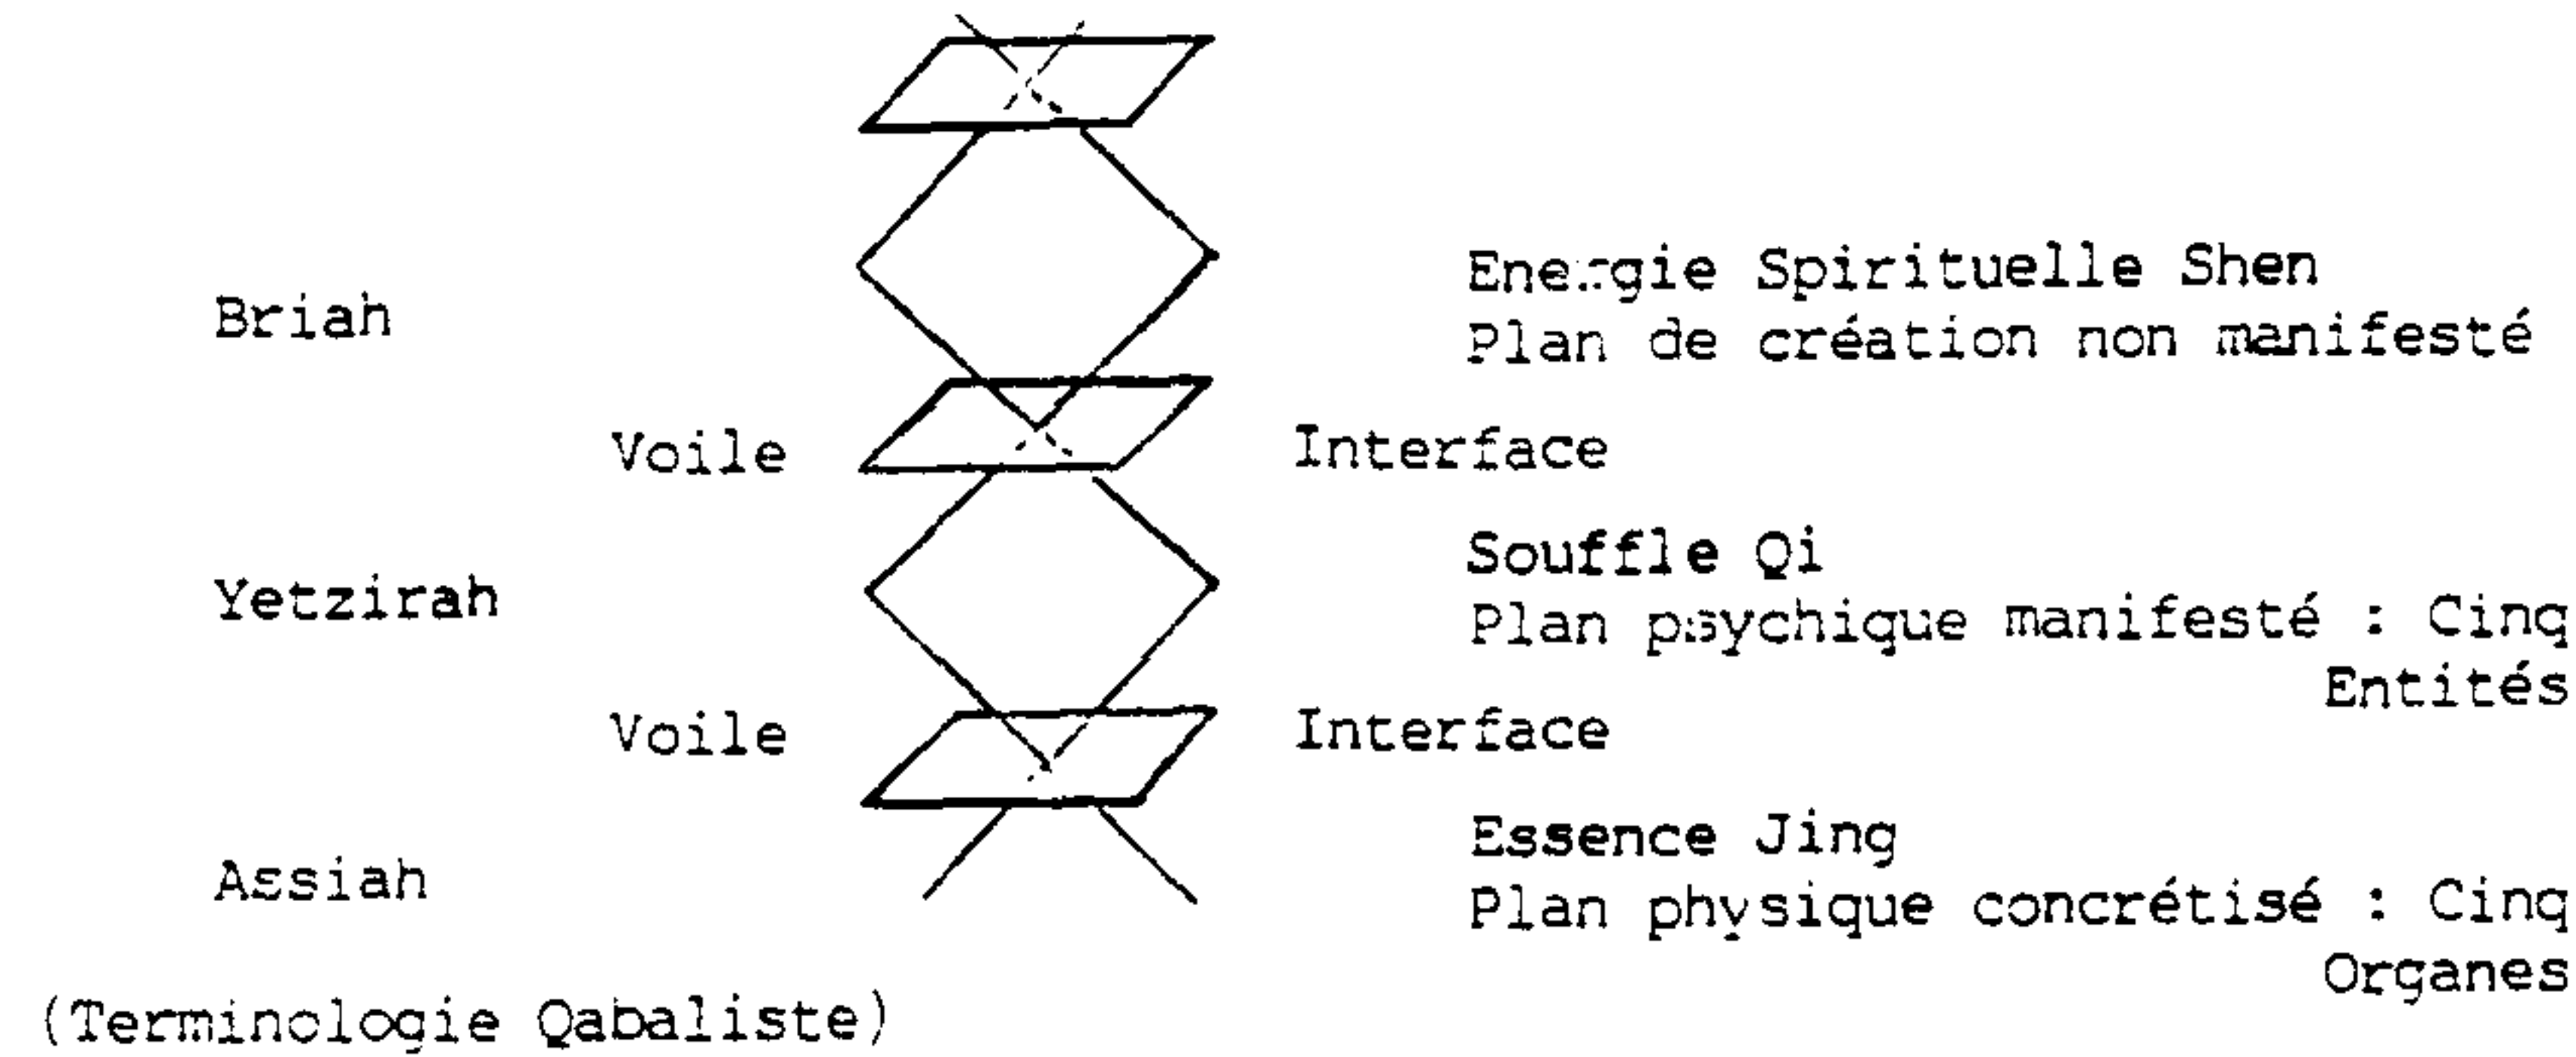 Energie Spirituelle Shen
Briah
Plan de création non manifesté
Voile
Interface
Souffle Qi
Yetzirah
Plan psychique manifesté : Cinq
Entités
Voile
Interface
Essence Jing
Assiah
Plan physique concrétisé : Cinq
Organes
(Terminologie Qabaliste)